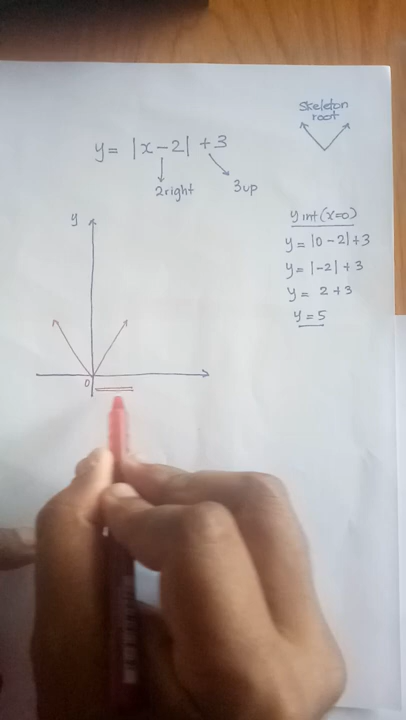 Skeleton
root
y = |x-2| +3
2right
3up
y int (x=0)
y = |0-2|+3
y = |-2| + 3
y = 2+3
y = 5
y
0